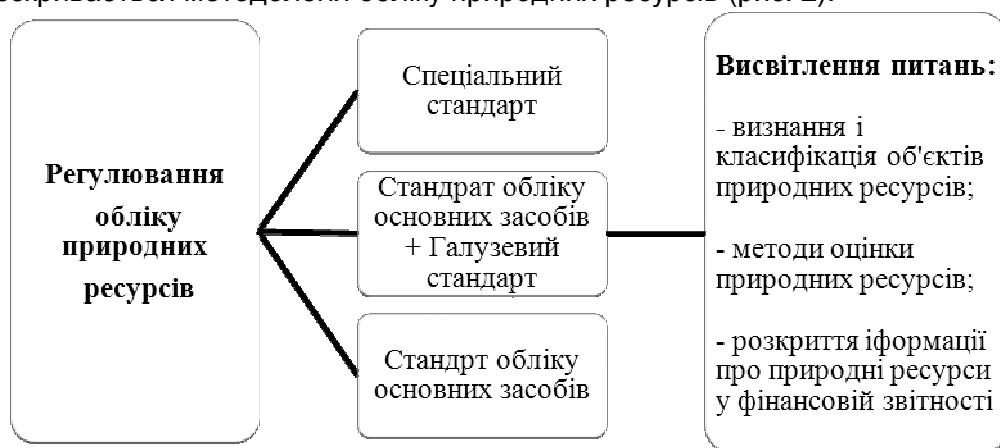 обліку природних ресурсів (рис. 2).
Регулювання
обліку
природних
ресурсів
Спеціальний
стандарт
Стандрат обліку
основних засобів
+ Галузевий
стандарт
Стандрт обліку
основних засобів
Висвітлення питань:
- визнання і
класифікація об'єктів
природних ресурсів;
- методи оцінки
природних ресурсів;
- розкриття іформації
про природні ресурси
у фінансовій звітності